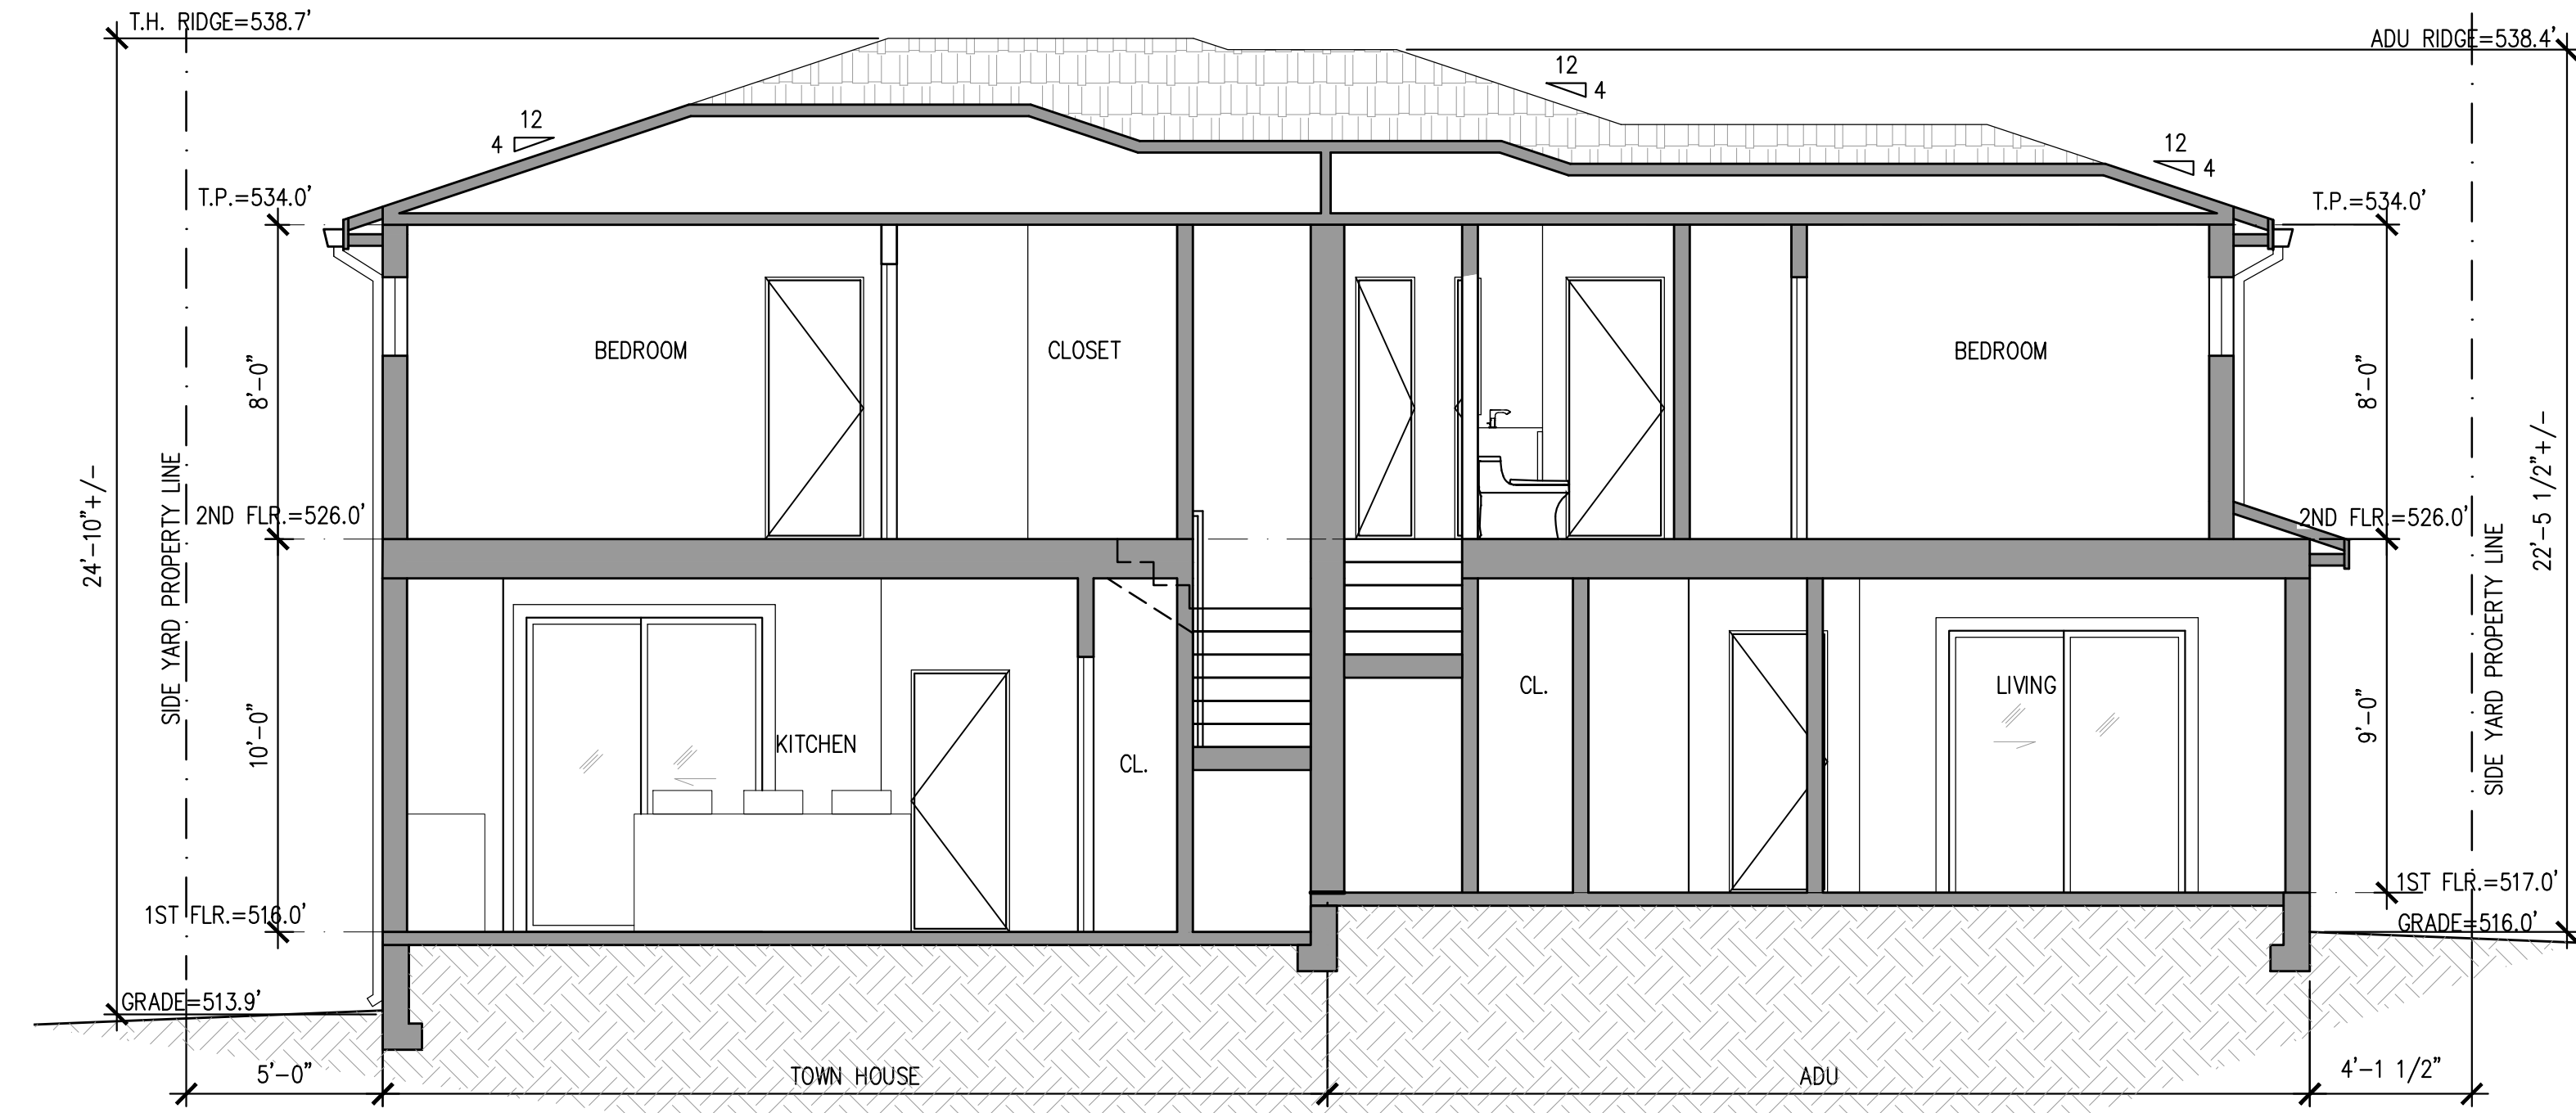 T.H. RIDGE=538.7'
ADU RIDGE=538.4'
12
4
12
4
12
4
T.P.=534.0'
T.P.=534.0'
BEDROOM
CLOSET
BEDROOM
8'-0"
8'-0"
24'-10"+/-
SIDE YARD PROPERTY LINE
22'-5 1/2"+/-
SIDE YARD PROPERTY LINE
2ND FLR.=526.0'
2ND FLR.=526.0'
CL.
LIVING
10'-0"
KITCHEN
CL.
9'-0"
1ST FLR.=516.0'
1ST FLR.=517.0'
GRADE=516.0'
GRADE=513.9'
5'-0"
TOWN HOUSE
ADU
4'-1 1/2"